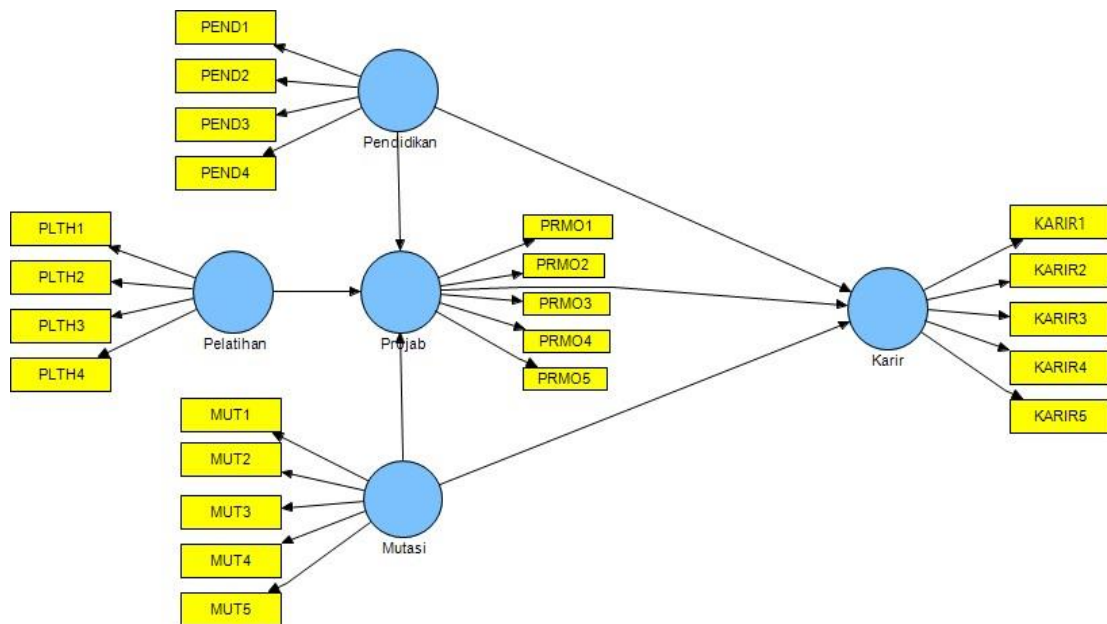 PEND1
PEND2
PEND3
PEND4
Pendidikan
PLTH1
PLTH2
PLTH3
PLTH4
Pelatihan
Projab
PRMO1
PRMO2
PRMO3
PRMO4
PRMO5
MUT1
MUT2
MUT3
MUT4
MUT5
Mutasi
Karir
KARIR1
KARIR2
KARIR3
KARIR4
KARIR5